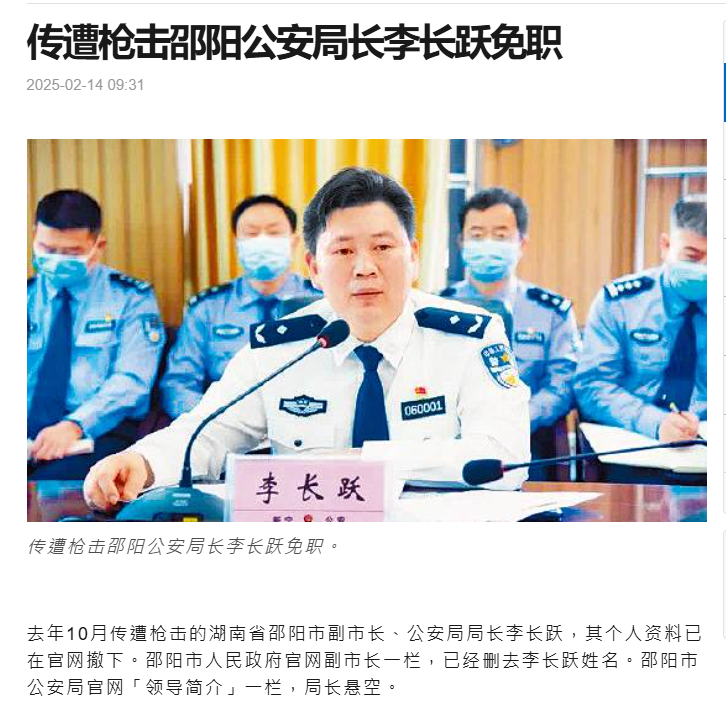 传遭枪击邵阳公安局长李长跃免职
2025-02-14 09:31
060001
李长跃
传遭枪击邵阳公安局长李长跃免职。
去年10月传遭枪击的湖南省邵阳市副市长、公安局局长李长跃，其个人资料已
在官网撤下。邵阳市人民政府官网副市长一栏，已经删去李长跃姓名。邵阳市
公安局官网「领导简介」一栏，局长悬空。